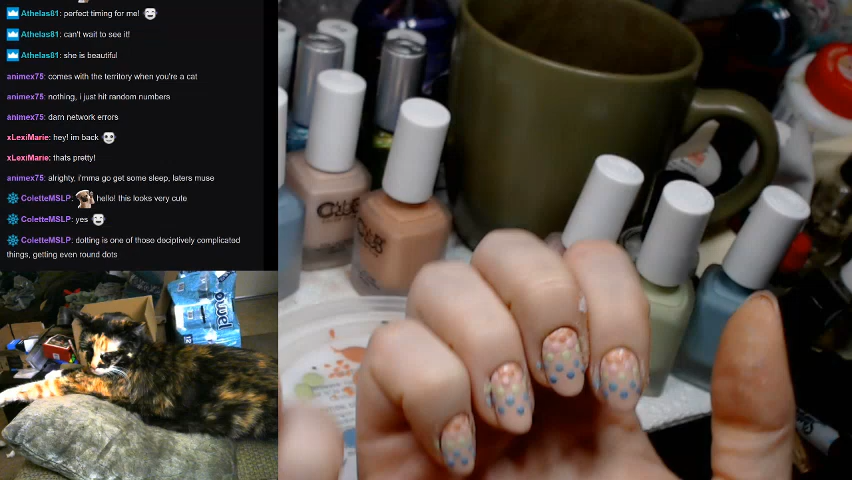 Athelas81: perfect timing for me!
Athelas81: can't wait to see it!
Athelas81: she is beautiful
animex75: comes with the territory when you're a cat
animex75: nothing, i just hit random numbers
animex75: darn network errors
xLexiMarie: hey! im back
xLexiMarie: thats pretty!
animex75: alrighty, i'mma go get some sleep, laters muse
ColetteMSLP: hello! this looks very cute
ColetteMSLP: yes
ColetteMSLP: dotting is one of those deciptively complicated
things, getting even round dots